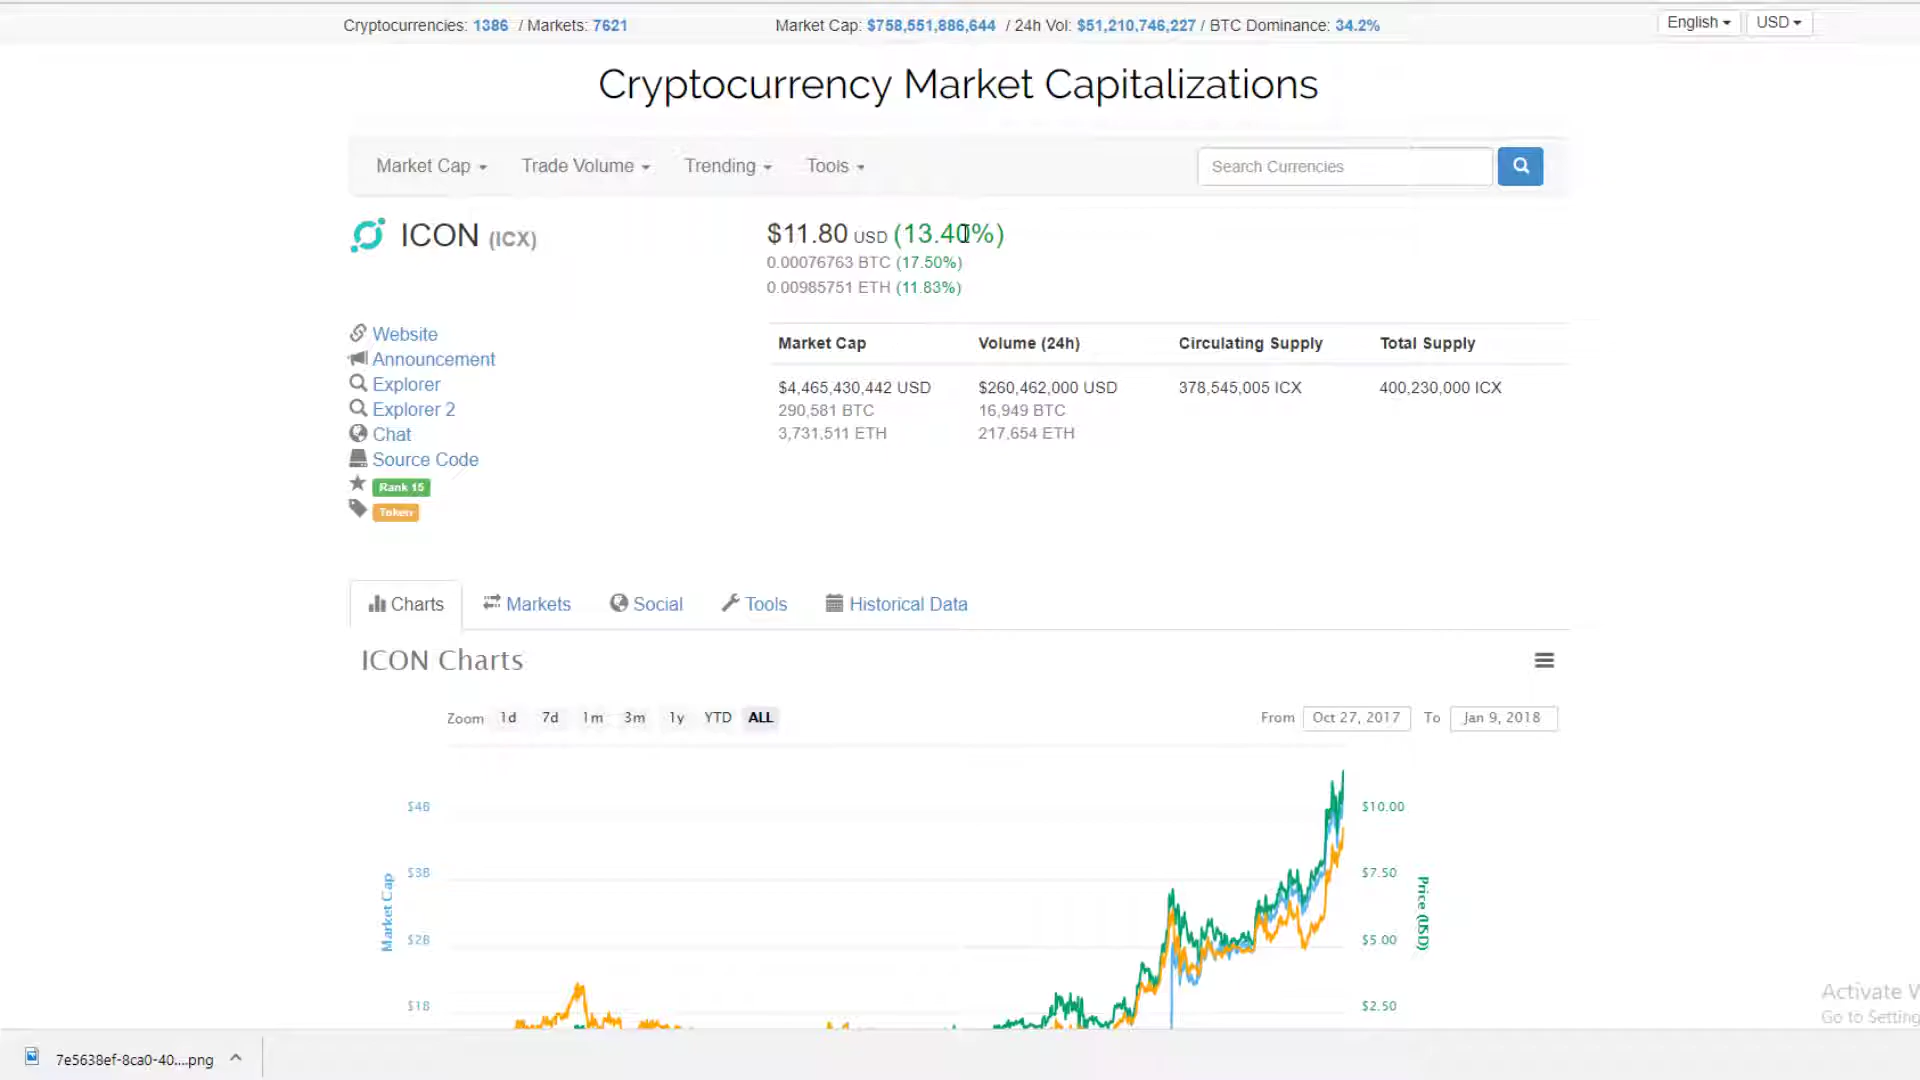 Cryptocurrencies: 1386 / Markets: 7621 Market Cap: $758,551,886,644 / 24h Vol: $51,210,746,227 / BTC Dominance: 34.2% English USD
Cryptocurrency Market Capitalizations
Market Cap Trade Volume Trending Tools Search Currencies
ICON (ICX) $11.80 USD (13.40%)
0.00076763 BTC (17.50%)
0.00985751 ETH (11.83%)
Website
Announcement
Explorer
Explorer 2
Chat
Source Code
Rank 15
Token
Market Cap Volume (24h) Circulating Supply Total Supply
$4,465,430,442 USD $260,462,000 USD 378,545,005 ICX 400,230,000 ICX
290,581 BTC 16,949 BTC
3,731,511 ETH 217,654 ETH
Charts Markets Social Tools Historical Data
ICON Charts
Zoom 1d 7d 1m 3m 1y YTD ALL From Oct 27, 2017 To Jan 9, 2018
$4B $10.00
$3B $7.50
Market Cap Price (USD)
$2B $5.00
$1B $2.50
Activate W
Go to Setting
7e5638ef-8ca0-40....png